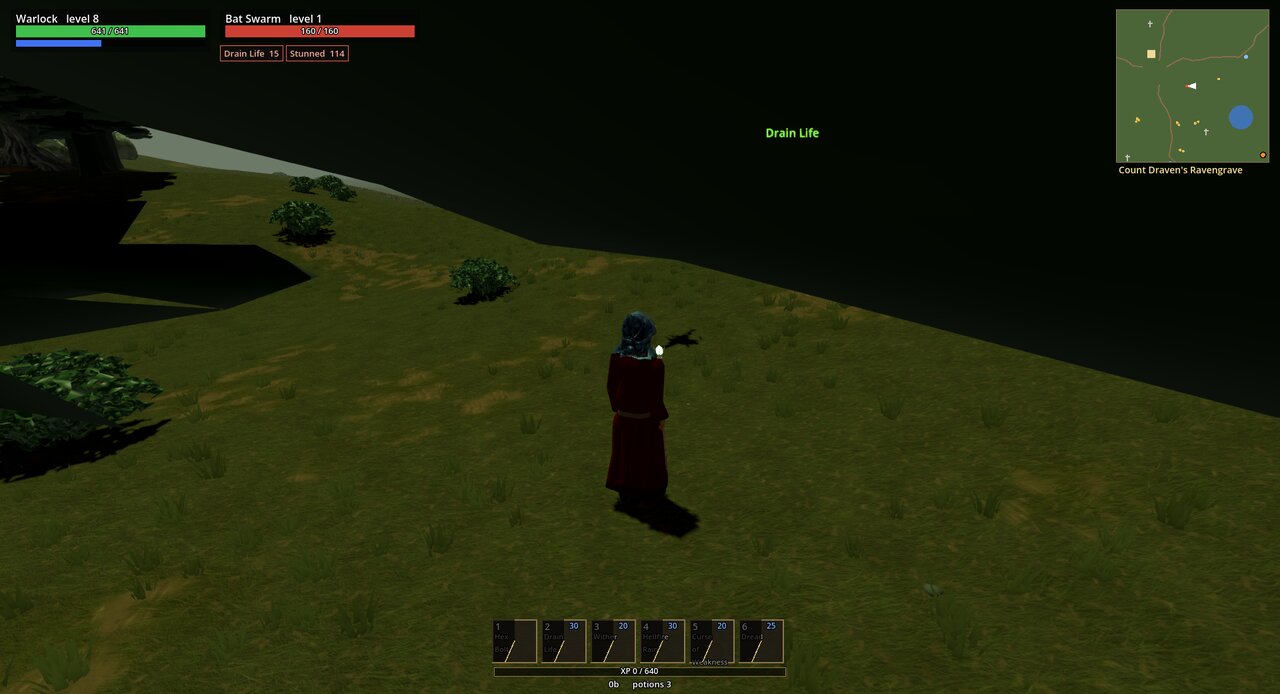 Warlock level 8
641 / 641
Bat Swarm level 1
160 / 160
Drain Life 15
Stunned 114
Drain Life
Count Draven's Ravengrave
1
2 30
3 20
4 30
5 20
6 25
Hex
Drain
Wither
Hellfire
Curse
Dread
Bolt
Life
Rain
of
Weakness
XP 0 / 640
0b potions 3